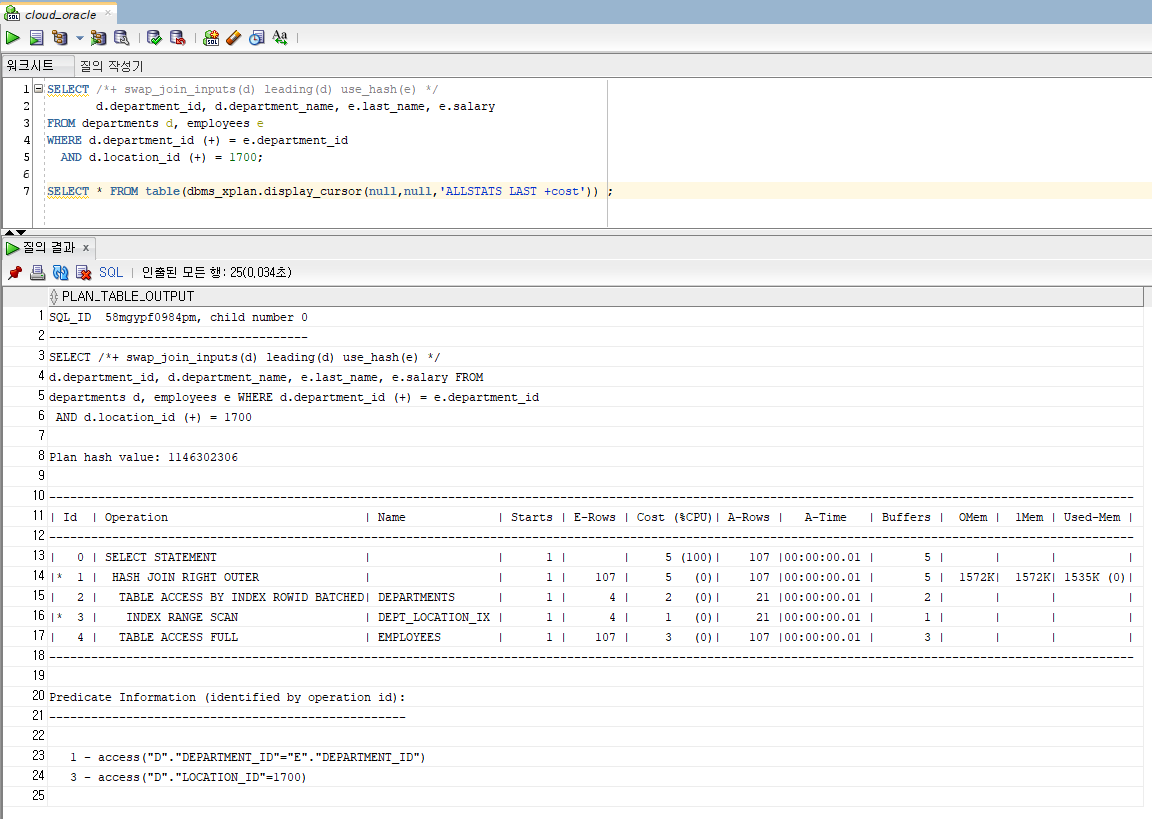 cloud_oracle
워크시트 질의 작성기
1 SELECT /*+ swap_join_inputs(d) leading(d) use_hash(e) */
2        d.department_id, d.department_name, e.last_name, e.salary
3 FROM departments d, employees e
4 WHERE d.department_id (+) = e.department_id
5   AND d.location_id (+) = 1700;
6
7 SELECT * FROM table(dbms_xplan.display_cursor(null,null,'ALLSTATS LAST +cost')) ;
질의 결과 x
SQL | 인출된 모든 행: 25(0,034초)
PLAN_TABLE_OUTPUT
1 SQL_ID  58mgypf0984pm, child number 0
2 -------------------------------------
3 SELECT /*+ swap_join_inputs(d) leading(d) use_hash(e) */
4 d.department_id, d.department_name, e.last_name, e.salary FROM
5 departments d, employees e WHERE d.department_id (+) = e.department_id
6  AND d.location_id (+) = 1700
7
8 Plan hash value: 1146302306
9
10 -----------------------------------------------------------------------------------------------------------------------------------------------------------
11 | Id  | Operation                            | Name             | Starts | E-Rows | Cost (%CPU)| A-Rows |   A-Time   | Buffers |  OMem |  1Mem | Used-Mem |
12 -----------------------------------------------------------------------------------------------------------------------------------------------------------
13 |   0 | SELECT STATEMENT                     |                  |      1 |        |     5 (100)|    107 |00:00:00.01 |       5 |       |       |          |
14 |*  1 |  HASH JOIN RIGHT OUTER               |                  |      1 |    107 |     5   (0)|    107 |00:00:00.01 |       5 |  1572K|  1572K| 1535K (0)|
15 |   2 |   TABLE ACCESS BY INDEX ROWID BATCHED| DEPARTMENTS      |      1 |      4 |     2   (0)|     21 |00:00:00.01 |       2 |       |       |          |
16 |*  3 |    INDEX RANGE SCAN                  | DEPT_LOCATION_IX |      1 |      4 |     1   (0)|     21 |00:00:00.01 |       1 |       |       |          |
17 |   4 |   TABLE ACCESS FULL                  | EMPLOYEES        |      1 |    107 |     3   (0)|    107 |00:00:00.01 |       3 |       |       |          |
18 -----------------------------------------------------------------------------------------------------------------------------------------------------------
19
20 Predicate Information (identified by operation id):
21 ---------------------------------------------------
22
23    1 - access("D"."DEPARTMENT_ID"="E"."DEPARTMENT_ID")
24    3 - access("D"."LOCATION_ID"=1700)
25